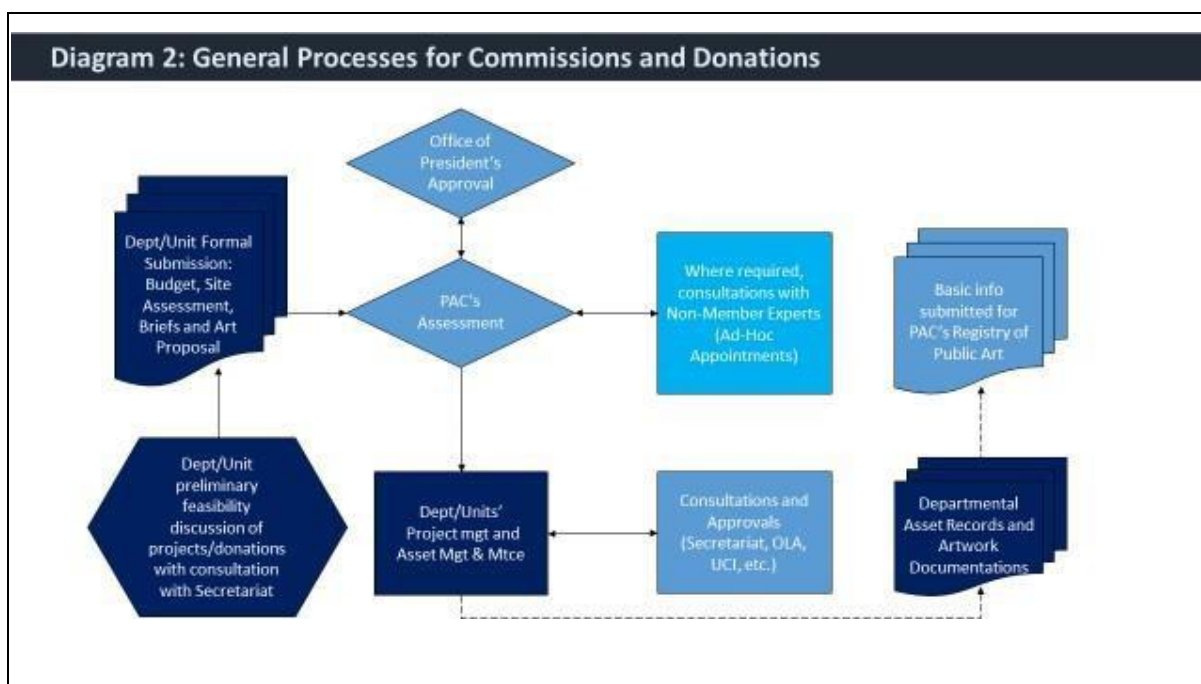 Diagram 2: General Processes for Commissions and Donations
Office of
President's
Approval
Dept/Unit Formal
Submission:
Budget, Site
Assessment,
Briefs and Art
Proposal
PAC's
Assessment
Where required,
consultations with
Non-Member Experts
(Ad-Hoc
Appointments)
Basic info
submitted for
PAC's Registry of
Public Art
Dept/Unit
preliminary
feasibility
discussion of
projects/donations
with consultation
with Secretariat
Dept/Units'
Project mgt and
Asset Mgt & Mtce
Consultations and
Approvals
(Secretariat, OLA,
UCI, etc.)
Departmental
Asset Records and
Artwork
Documentations